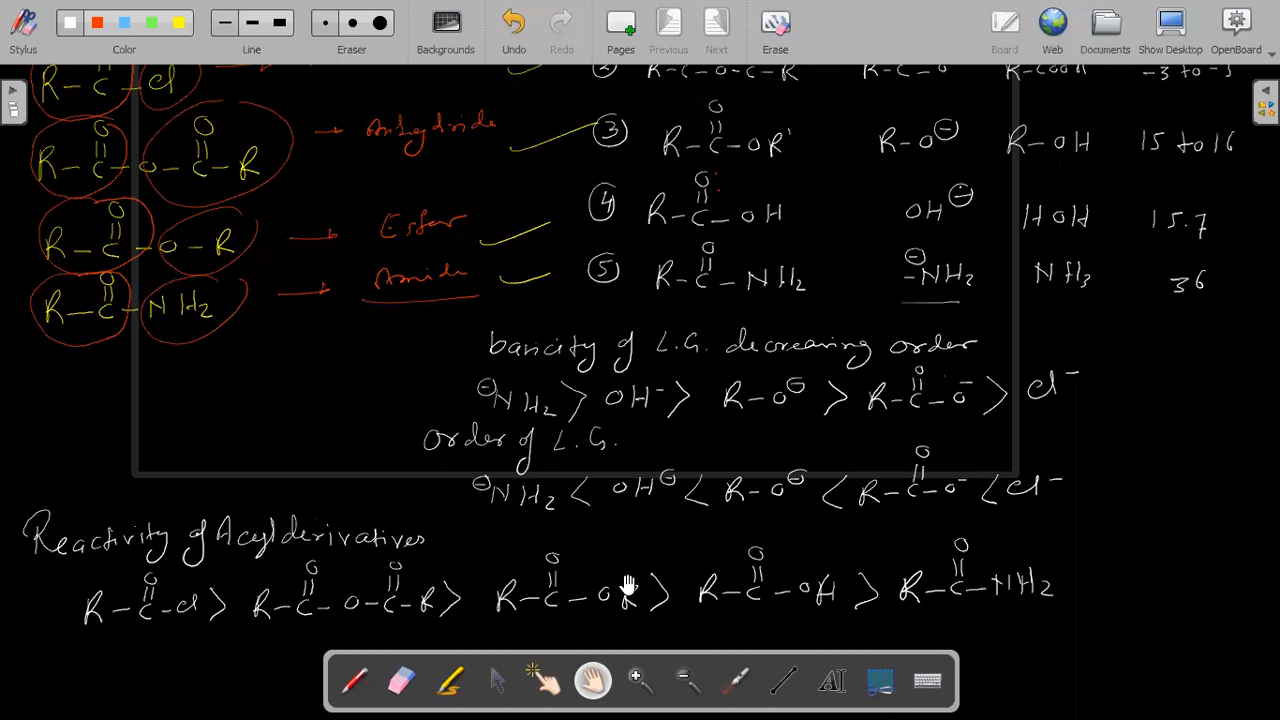 Stylus Color Line Eraser Backgrounds Undo Redo Pages Previous Next Erase Board Web Documents Show Desktop OpenBoard
R-C-Cl
O O
R-C-O-C-R → Anhydride
O
R-C-O-R → Ester
O
R-C-NH2 → Amide
② R-C-O-C-R R-C-O R-COOH -3 to -5
O
③ R-C-OR' R-O⊖ R-OH 15 to 16
O
④ R-C-OH OH⊖ HOH 15.7
O
⑤ R-C-NH2 ⊖NH2 NH3 36
bancity of L.G. decreasing order
O
⊖NH2 > OH- > R-O⊖ > R-C-O- > Cl-
Order of L.G.
O
⊖NH2 < OH⊖ < R-O⊖ < R-C-O- < Cl-
Reactivity of Acyl derivatives
O O O O O O
R-C-Cl > R-C-O-C-R > R-C-OR > R-C-OH > R-C-NH2